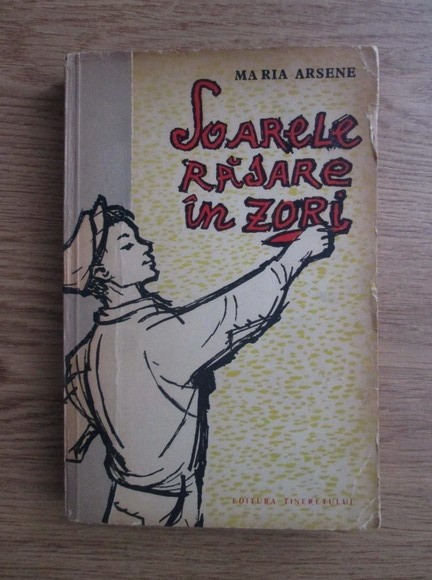 MARIA ARSENE
SOARELE
RĂSARE
ÎN ZORI
EDITURA TINERETULUI